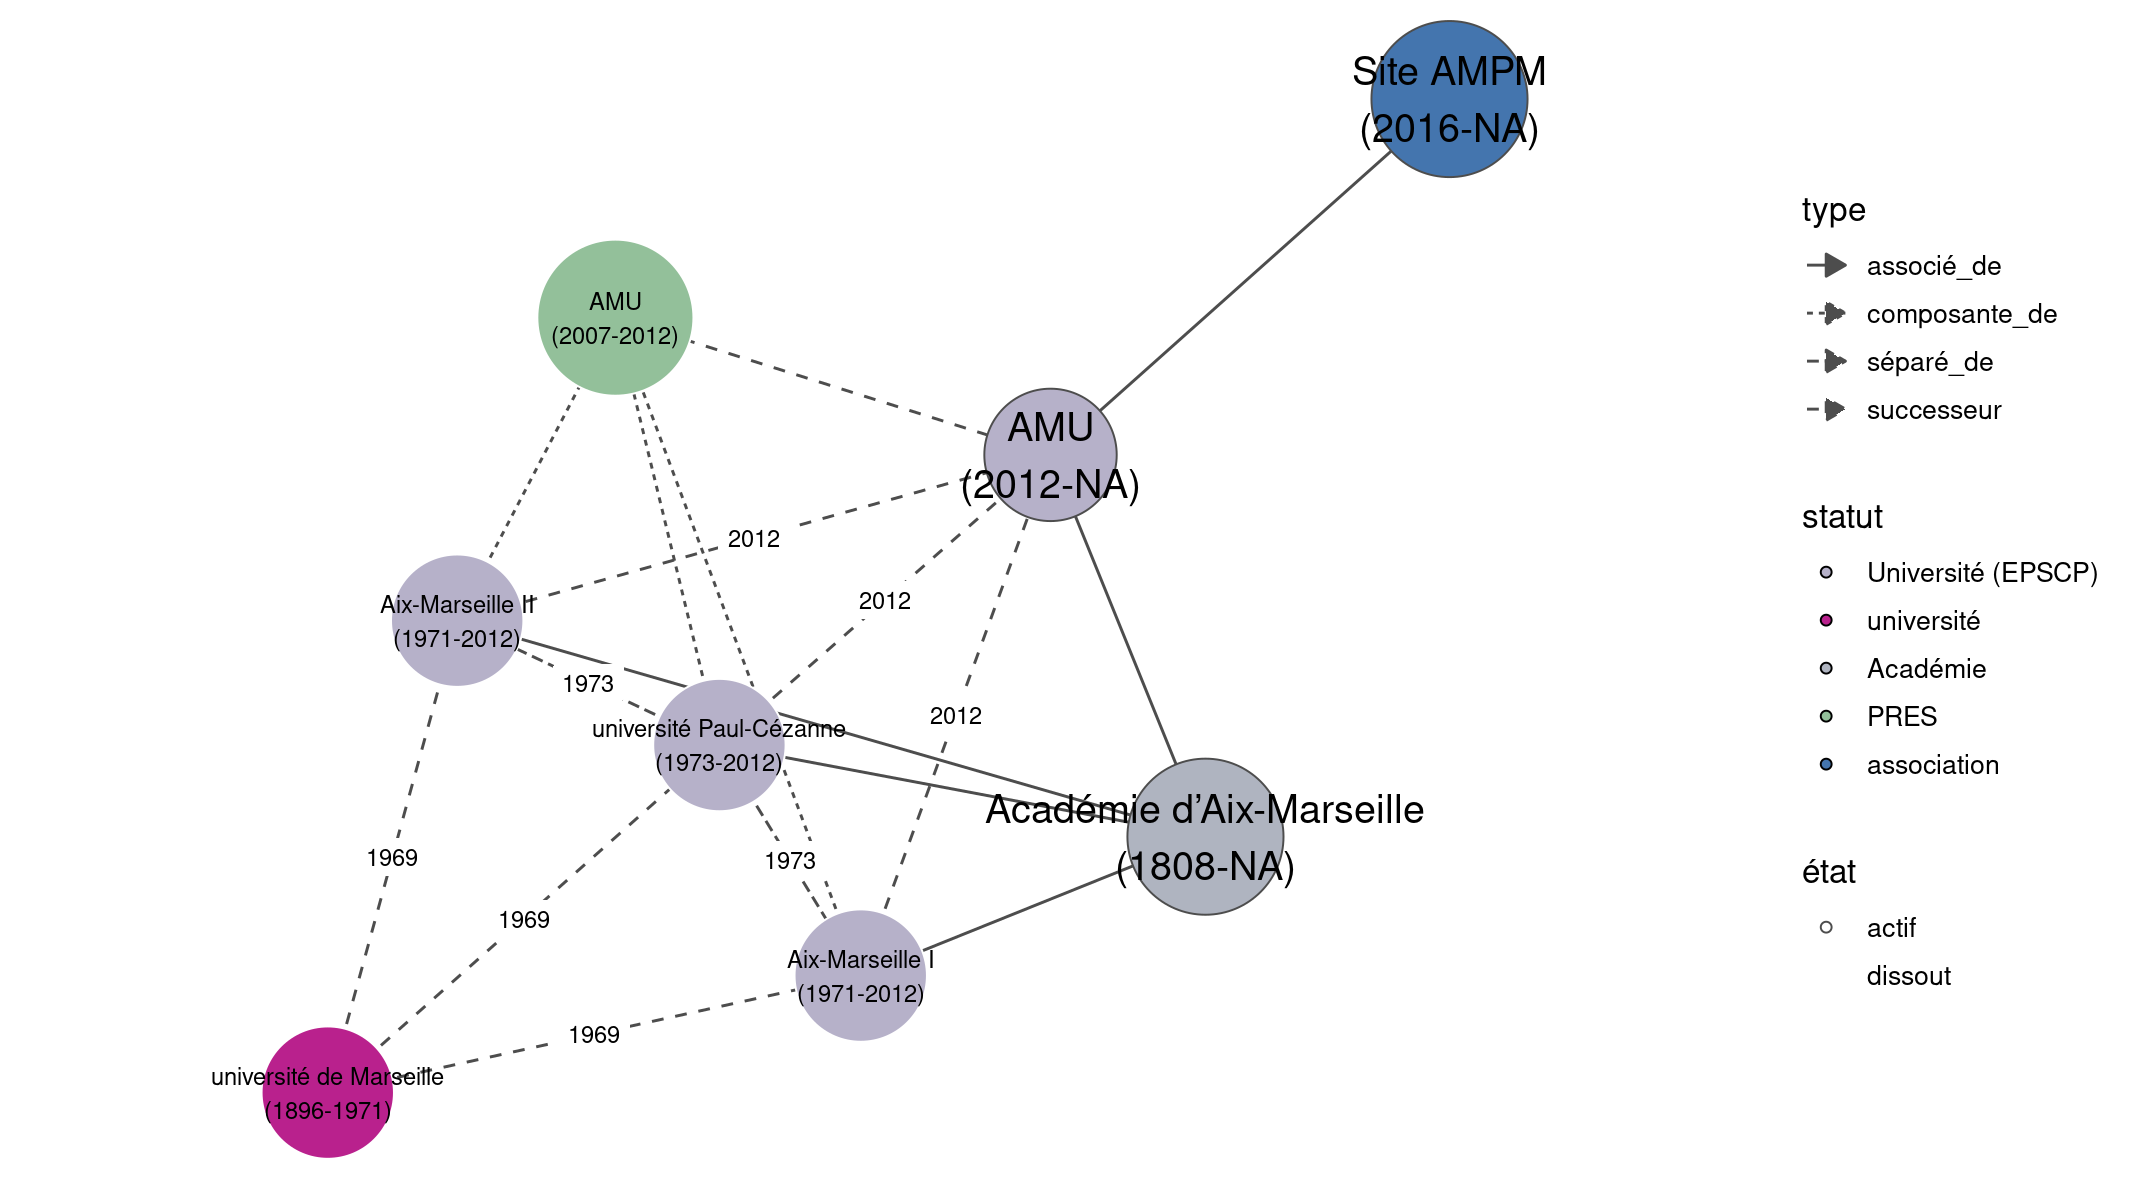 Site AMPM
(2016-NA)
AMU
(2007-2012)
AMU
(2012-NA)
2012
Aix-Marseille II
(1971-2012)
2012
1973
2012
université Paul-Cézanne
(1973-2012)
Académie d’Aix-Marseille
(1808-NA)
1969
1973
1969
Aix-Marseille I
(1971-2012)
1969
université de Marseille
(1896-1971)
type
associé_de
composante_de
séparé_de
successeur
statut
Université (EPSCP)
université
Académie
PRES
association
état
actif
dissout